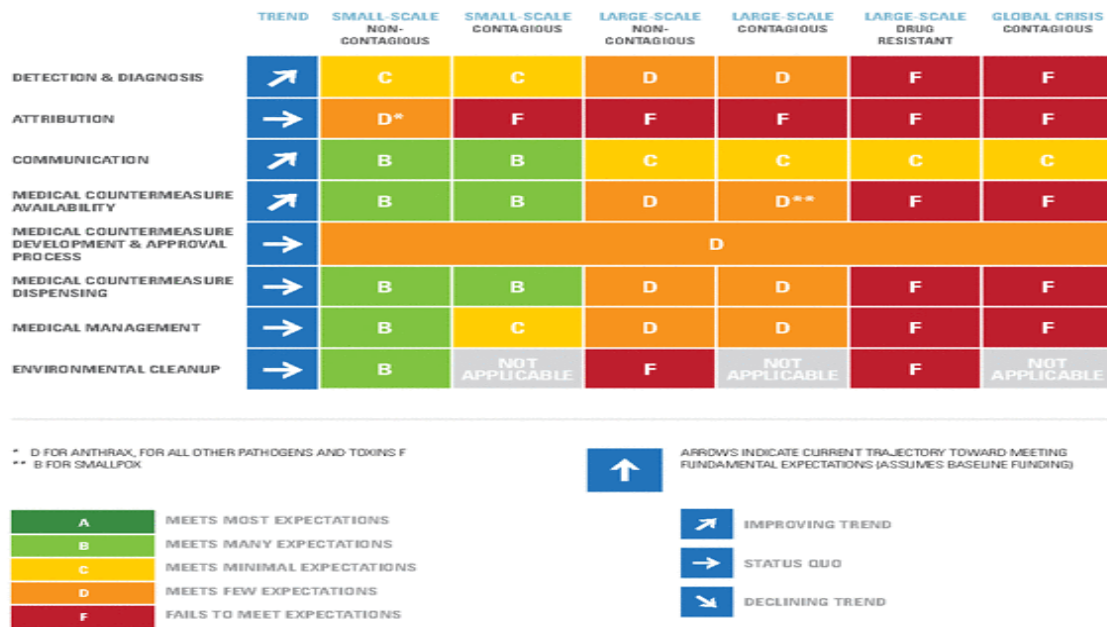 TREND SMALL-SCALE SMALL-SCALE LARGE-SCALE LARGE-SCALE LARGE-SCALE GLOBAL CRISIS
NON- CONTAGIOUS NON- CONTAGIOUS DRUG CONTAGIOUS
CONTAGIOUS CONTAGIOUS RESISTANT
DETECTION & DIAGNOSIS C C D D F F
ATTRIBUTION D* F F F F F
COMMUNICATION B B C C C C
MEDICAL COUNTERMEASURE
AVAILABILITY B B D D** F F
MEDICAL COUNTERMEASURE
DEVELOPMENT & APPROVAL D
PROCESS
MEDICAL COUNTERMEASURE
DISPENSING B B D D F F
MEDICAL MANAGEMENT B C D D F F
ENVIRONMENTAL CLEANUP B NOT APPLICABLE F NOT APPLICABLE F NOT APPLICABLE
* D FOR ANTHRAX, FOR ALL OTHER PATHOGENS AND TOXINS F
** B FOR SMALLPOX
ARROWS INDICATE CURRENT TRAJECTORY TOWARD MEETING
FUNDAMENTAL EXPECTATIONS (ASSUMES BASELINE FUNDING)
A MEETS MOST EXPECTATIONS
B MEETS MANY EXPECTATIONS
C MEETS MINIMAL EXPECTATIONS
D MEETS FEW EXPECTATIONS
F FAILS TO MEET EXPECTATIONS
IMPROVING TREND
STATUS QUO
DECLINING TREND